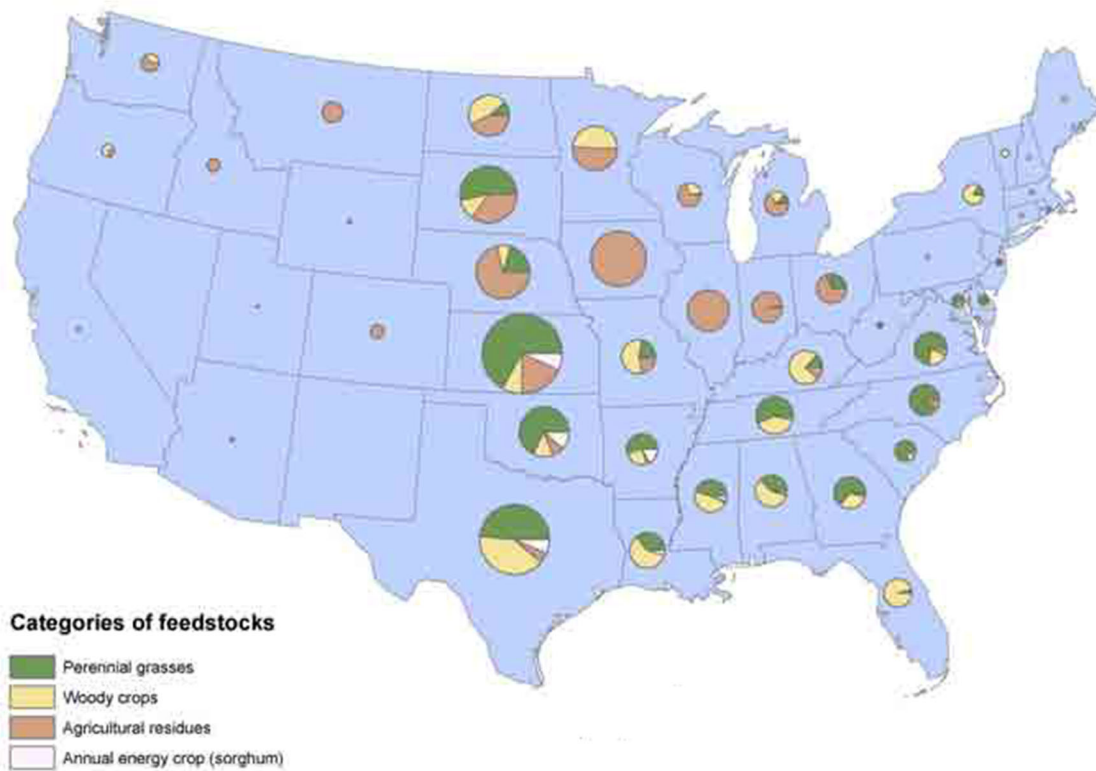 Categories of feedstocks
Perennial grasses
Woody crops
Agricultural residues
Annual energy crop (sorghum)